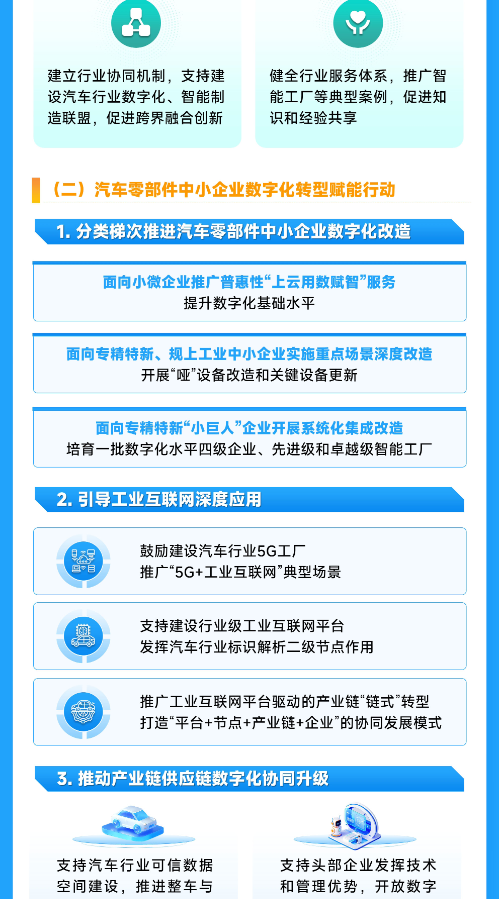 建立行业协同机制，支持建
设汽车行业数字化、智能制
造联盟，促进跨界融合创新
健全行业服务体系，推广智
能工厂等典型案例，促进知
识和经验共享
（二）汽车零部件中小企业数字化转型赋能行动
1. 分类梯次推进汽车零部件中小企业数字化改造
面向小微企业推广普惠性“上云用数赋智”服务
提升数字化基础水平
面向专精特新、规上工业中小企业实施重点场景深度改造
开展“哑”设备改造和关键设备更新
面向专精特新“小巨人”企业开展系统化集成改造
培育一批数字化水平四级企业、先进级和卓越级智能工厂
2. 引导工业互联网深度应用
鼓励建设汽车行业5G工厂
推广“5G+工业互联网”典型场景
支持建设行业级工业互联网平台
发挥汽车行业标识解析二级节点作用
推广工业互联网平台驱动的产业链“链式”转型
打造“平台+节点+产业链+企业”的协同发展模式
3. 推动产业链供应链数字化协同升级
支持汽车行业可信数据
空间建设，推进整车与
支持头部企业发挥技术
和管理优势，开放数字